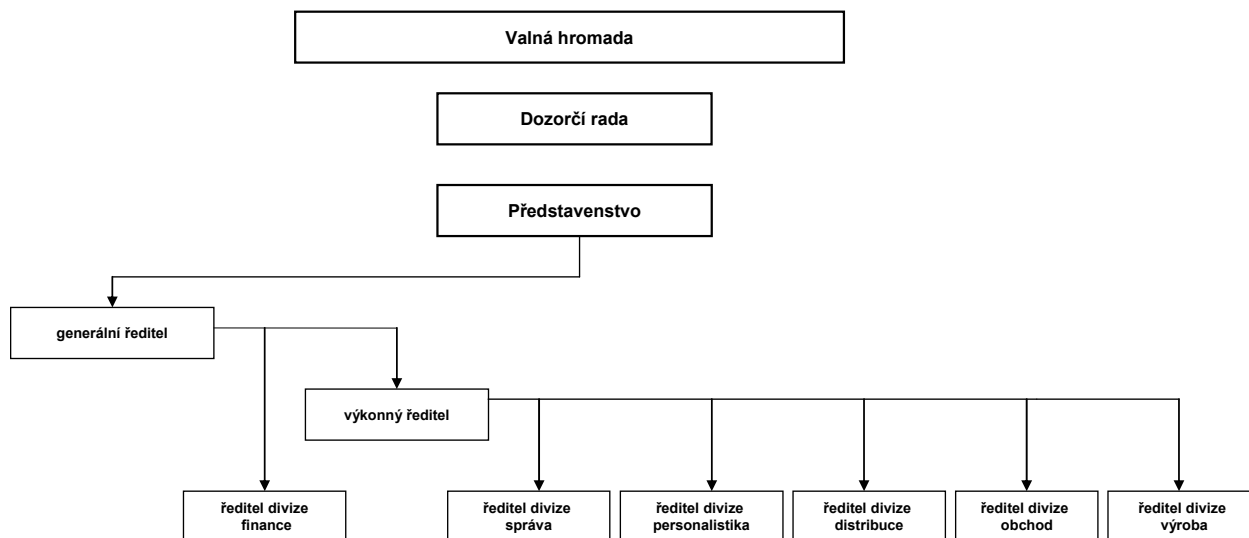 Valná hromada
Dozorčí rada
Představenstvo
generální ředitel
výkonný ředitel
ředitel divize
finance
ředitel divize
správa
ředitel divize
personalistika
ředitel divize
distribuce
ředitel divize
obchod
ředitel divize
výroba